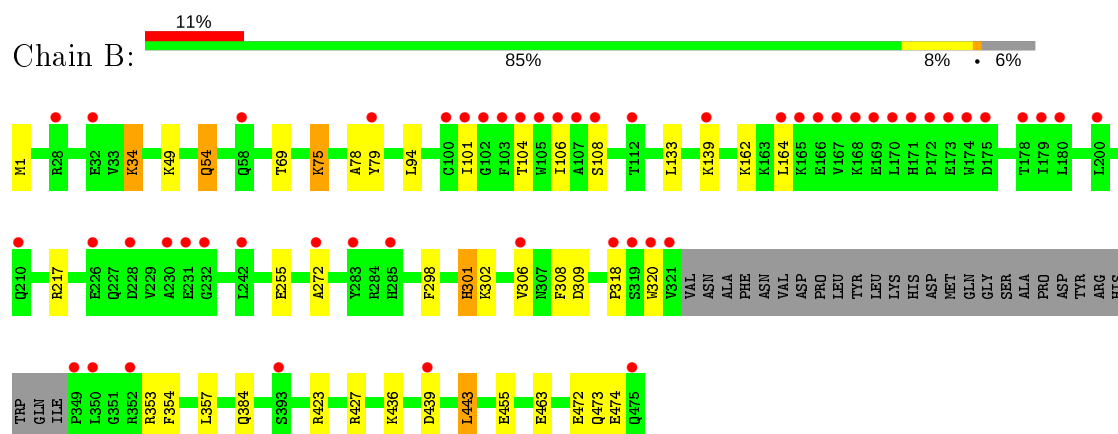 11%
Chain B:
85% 8% • 6%
M1 R28 E32 V33 K34 K49 Q54 Q58 T69 K75 A78 Y79 L94 C100 I101 G102 F103 T104 W105 I106 A107 S108 T112 L133 K139 K162 K163 L164 K165 E166 V167 K168 E169 L170 H171 P172 E173 W174 D175 T178 I179 L180 L200
Q210 R217 E226 Q227 D228 V229 A230 E231 G232 L242 E255 A272 Y283 R284 H285 F298 H301 K302 V306 N307 F308 D309 P318 S319 W320 V321 VAL ASN ALA PHE ASN VAL ASP PRO LEU TYR LEU LYS HIS ASP MET GLN GLY SER ALA PRO ASP TYR ARG HIS
TRP GLN ILE P349 L350 G351 R352 R353 F354 L357 Q384 S393 R423 R427 K436 D439 L443 E455 E463 E472 Q473 E474 Q475